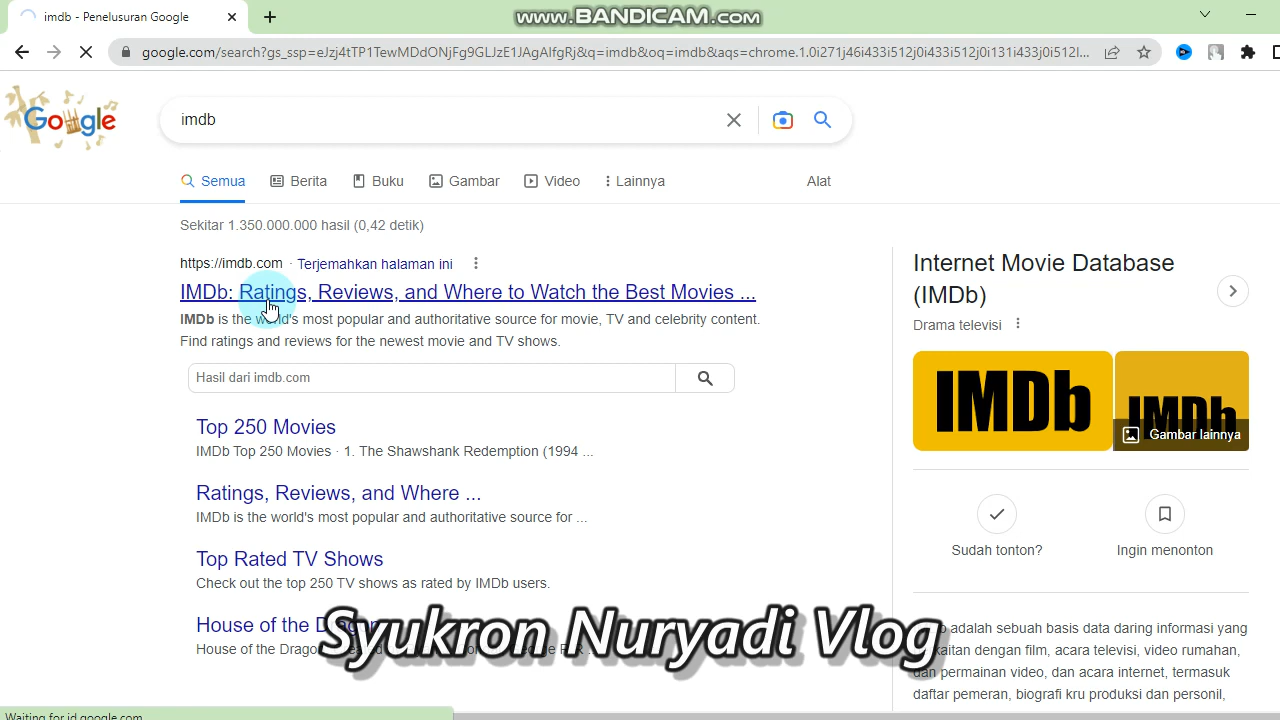 imdb - Penelusuran Google
www.BANDICAM.com
google.com/search?gs_ssp=eJzj4tTP1TewMDdONjFg9GLJzE1JAgAIfgRj&q=imdb&oq=imdb&aqs=chrome.1.0i271j46i433i512j0i433i512j0i131i433j0i512l...
Google
imdb
Semua
Berita
Buku
Gambar
Video
Lainnya
Alat
Sekitar 1.350.000.000 hasil (0,42 detik)
https://imdb.com · Terjemahkan halaman ini
IMDb: Ratings, Reviews, and Where to Watch the Best Movies ...
IMDb is the world's most popular and authoritative source for movie, TV and celebrity content.
Find ratings and reviews for the newest movie and TV shows.
Hasil dari imdb.com
Top 250 Movies
IMDb Top 250 Movies · 1. The Shawshank Redemption (1994 ...
Ratings, Reviews, and Where ...
IMDb is the world's most popular and authoritative source for ...
Top Rated TV Shows
Check out the top 250 TV shows as rated by IMDb users.
House of the Dragon
House of the Drago
Syukron Nuryadi Vlog
Internet Movie Database
(IMDb)
Drama televisi
IMDb
IMDb
Gambar lainnya
Sudah tonton?
Ingin menonton
adalah sebuah basis data daring informasi yang
kaitan dengan film, acara televisi, video rumahan,
dan permainan video, dan acara internet, termasuk
daftar pemeran, biografi kru produksi dan personil,
Waiting for id.google.com